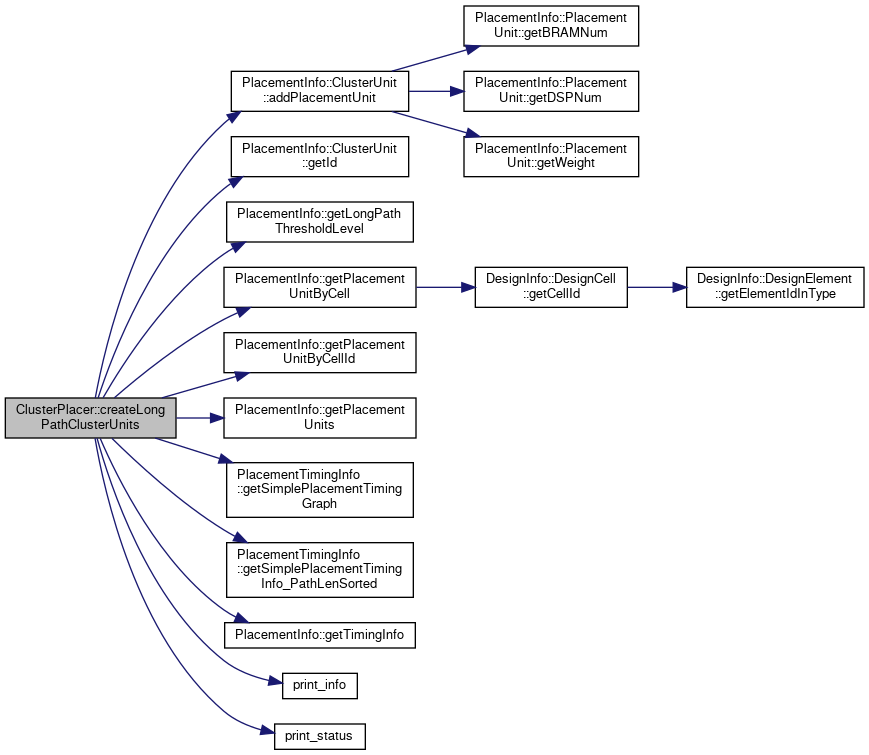 PlacementInfo::Placement
Unit::getBRAMNum
PlacementInfo::ClusterUnit
::addPlacementUnit
PlacementInfo::Placement
Unit::getDSPNum
PlacementInfo::ClusterUnit
::getId
PlacementInfo::Placement
Unit::getWeight
PlacementInfo::getLongPath
ThresholdLevel
PlacementInfo::getPlacement
UnitByCell
DesignInfo::DesignCell
::getCellId
DesignInfo::DesignElement
::getElementIdInType
PlacementInfo::getPlacement
UnitByCellId
ClusterPlacer::createLong
PathClusterUnits
PlacementInfo::getPlacement
Units
PlacementTimingInfo
::getSimplePlacementTiming
Graph
PlacementTimingInfo
::getSimplePlacementTiming
Info_PathLenSorted
PlacementInfo::getTimingInfo
print_info
print_status